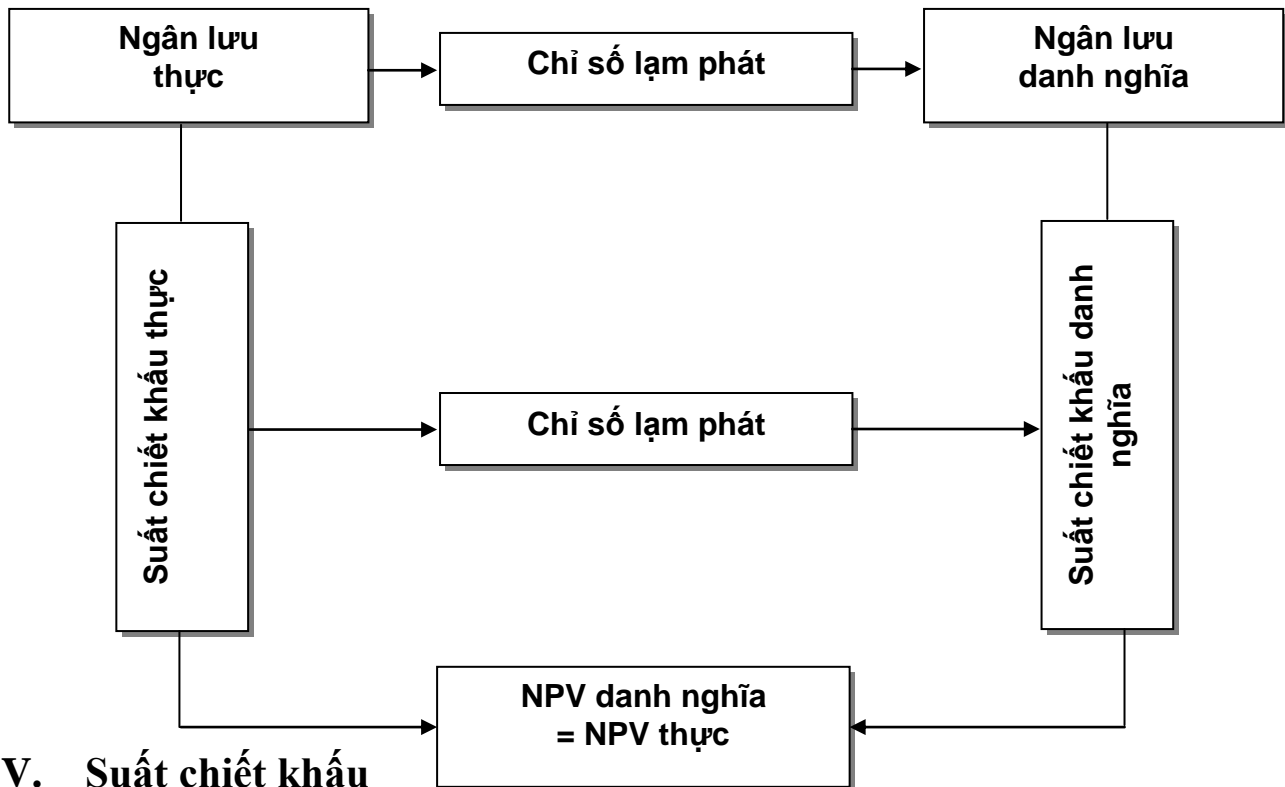 Ngân lưu
thực
Chỉ số lạm phát
Ngân lưu
danh nghĩa
Suất chiết khấu thực
Chỉ số lạm phát
Suất chiết khấu danh
nghĩa
NPV danh nghĩa
= NPV thực
V. Suất chiết khấu